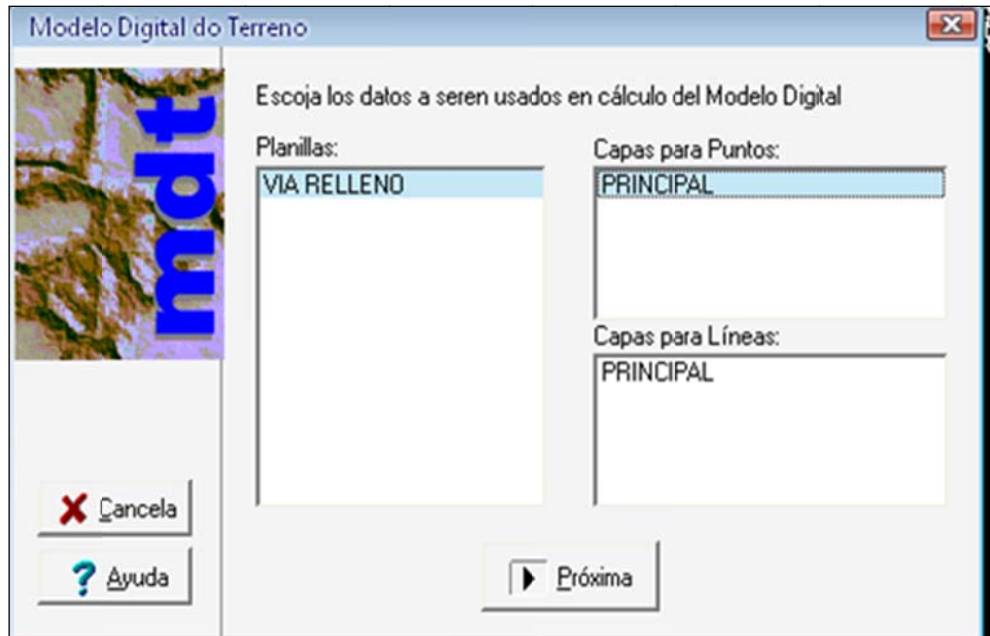 Modelo Digital do Terreno
mdt
Escoja los datos a seren usados en cálculo del Modelo Digital
Planillas:
VIA RELLENO
Capas para Puntos:
PRINCIPAL
Capas para Líneas:
PRINCIPAL
Cancela
? Ayuda
Próxima